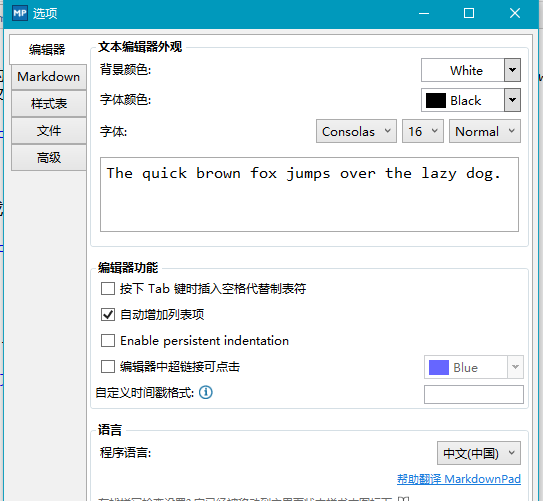 MP 选项
编辑器
Markdown
样式表
文件
高级
文本编辑器外观
背景颜色: White
字体颜色: Black
字体: Consolas 16 Normal
The quick brown fox jumps over the lazy dog.
编辑器功能
按下 Tab 键时插入空格代替制表符
自动增加列表项
Enable persistent indentation
编辑器中超链接可点击 Blue
自定义时间戳格式:
语言
程序语言: 中文(中国)
帮助翻译 MarkdownPad